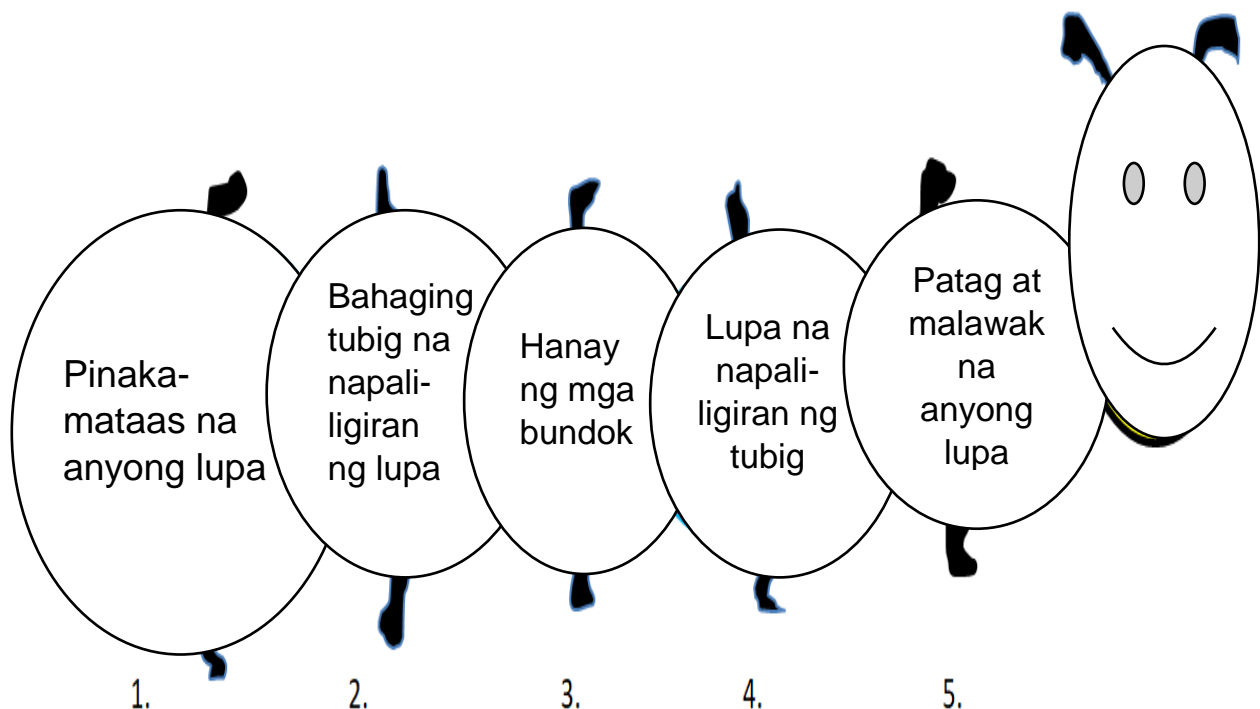 Pinaka-
mataas na
anyong lupa
Bahaging
tubig na
napali-
ligiran
ng lupa
Hanay
ng mga
bundok
Lupa na
napali-
ligiran ng
tubig
Patag at
malawak
na
anyong
lupa
1. 2. 3. 4. 5.